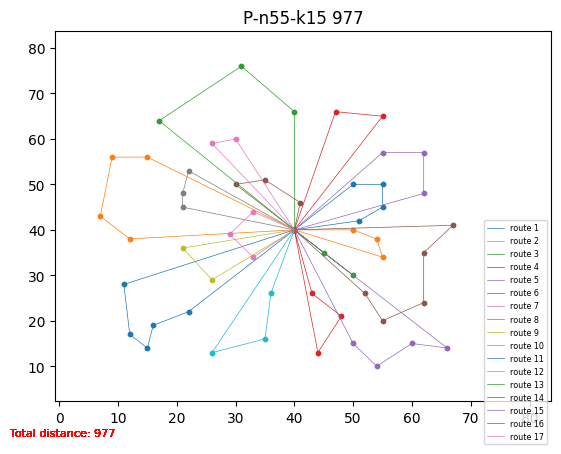 P-n55-k15 977
80
70
60
50
40
30
20
10
0 10 20 30 40 50 60 70 80
route 1
route 2
route 3
route 4
route 5
route 6
route 7
route 8
route 9
route 10
route 11
route 12
route 13
route 14
route 15
route 16
route 17
Total distance: 977